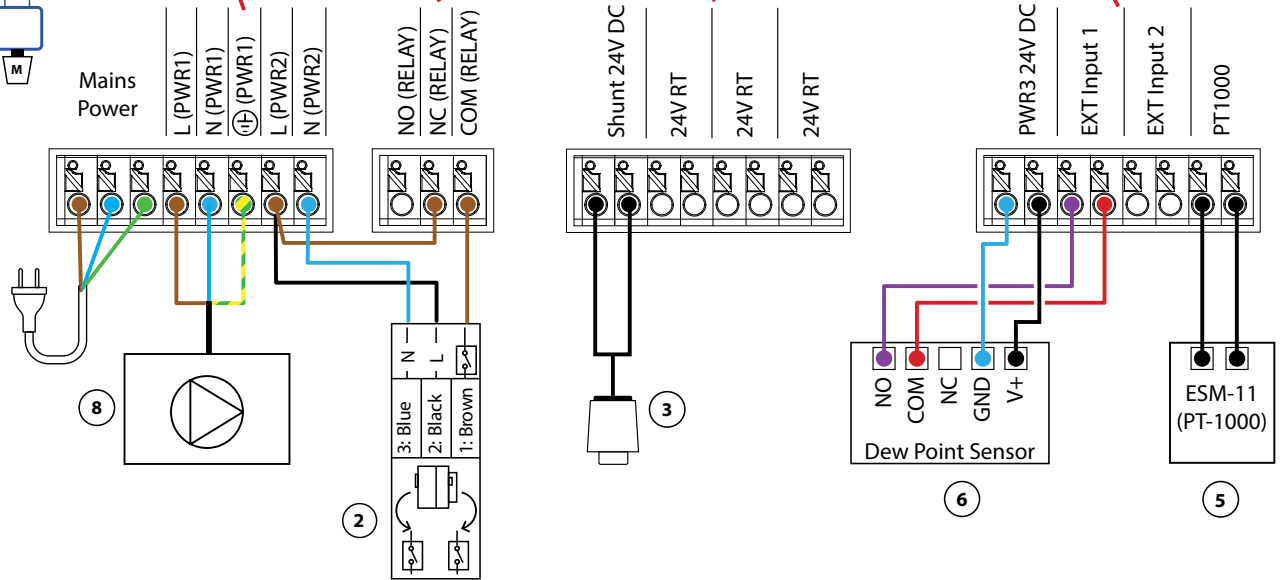 M
Mains
Power
L (PWR1)
N (PWR1)
(PWR1)
L (PWR2)
N (PWR2)
NO (RELAY)
NC (RELAY)
COM (RELAY)
Shunt 24V DC
24V RT
24V RT
24V RT
PWR3 24V DC
EXT Input 1
EXT Input 2
PT1000
8
N
L
3: Blue
2: Black
1: Brown
2
3
NO
COM
NC
GND
V+
Dew Point Sensor
6
ESM-11
(PT-1000)
5